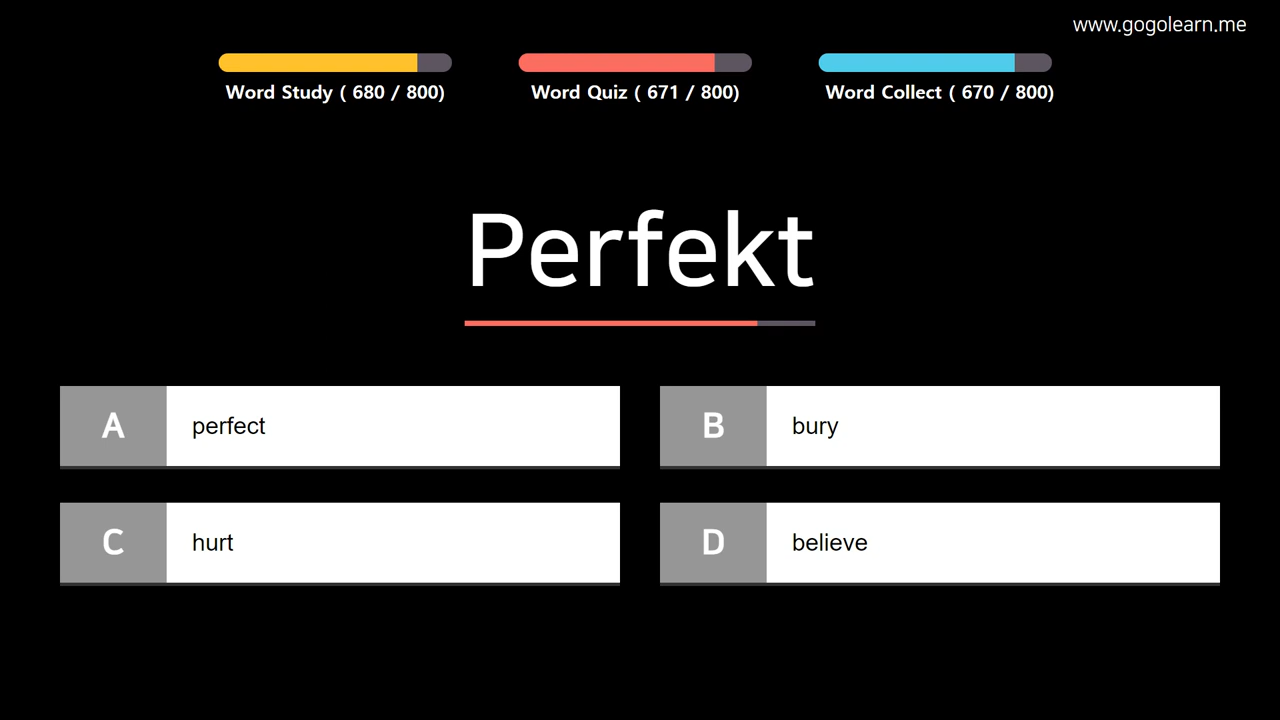 www.gogolearn.me
Word Study ( 680 / 800)
Word Quiz ( 671 / 800)
Word Collect ( 670 / 800)
Perfekt
A perfect
B bury
C hurt
D believe